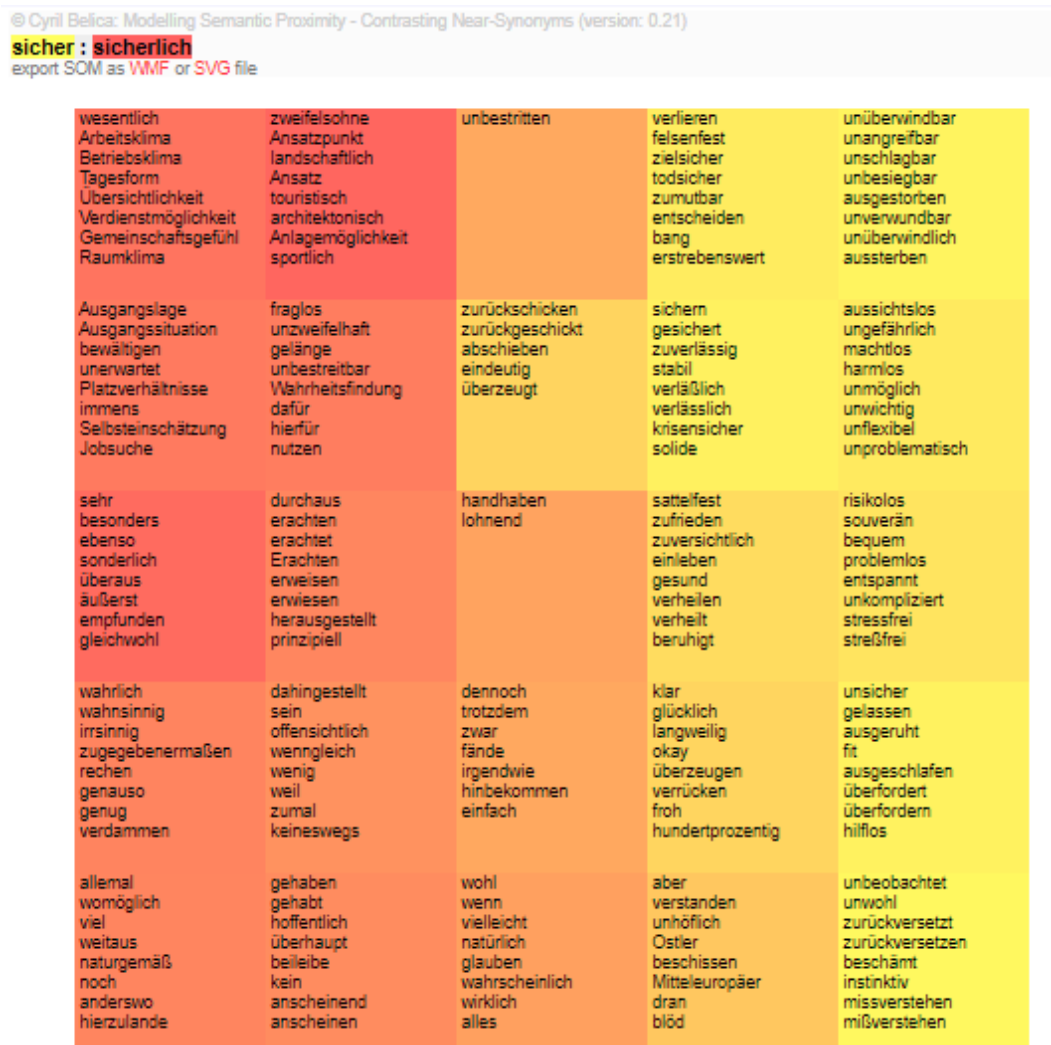 © Cyril Belica: Modelling Semantic Proximity - Contrasting Near-Synonyms (version: 0.21)
sicher : sicherlich
export SOM as WMF or SVG file
wesentlich zweifelsohne unbestritten verlieren unüberwindbar
Arbeitsklima Ansatzpunkt felsenfest unangreifbar
Betriebsklima landschaftlich zielsicher unschlagbar
Tagesform Ansatz todsicher unbesiegbar
Übersichtlichkeit touristisch zumutbar ausgestorben
Verdienstmöglichkeit architektonisch entscheiden unverwundbar
Gemeinschaftsgefühl Anlagemöglichkeit bang unüberwindlich
Raumklima sportlich erstrebenswert aussterben
Ausgangslage fraglos zurückschicken sichern aussichtslos
Ausgangssituation unzweifelhaft zurückgeschickt gesichert ungefährlich
bewältigen gelänge abschieben zuverlässig machtlos
unerwartet unbestreitbar eindeutig stabil harmlos
Platzverhältnisse Wahrheitsfindung überzeugt verläßlich unmöglich
immens dafür verlässlich unwichtig
Selbsteinschätzung hierfür krisensicher unflexibel
Jobsuche nutzen solide unproblematisch
sehr durchaus handhaben sattelfest risikolos
besonders erachten lohnend zufrieden souverän
ebenso erachtet zuversichtlich bequem
sonderlich Erachten einleben problemlos
überaus erweisen gesund entspannt
äußerst erwiesen verheilen unkompliziert
empfunden herausgestellt verheilt stressfrei
gleichwohl prinzipiell beruhigt streßfrei
wahrlich dahingestellt dennoch klar unsicher
wahnsinnig sein trotzdem glücklich gelassen
irrsinnig offensichtlich zwar langweilig ausgeruht
zugegebenermaßen wenngleich fände okay fit
rechen wenig irgendwie überzeugen ausgeschlafen
genauso weil hinbekommen verrücken überfordert
genug zumal einfach froh überfordern
verdammen keineswegs hundertprozentig hilflos
allemal gehaben wohl aber unbeobachtet
womöglich gehabt wenn verstanden unwohl
viel hoffentlich vielleicht unhöflich zurückversetzt
weitaus überhaupt natürlich Ostler zurückversetzen
naturgemäß beileibe glauben beschissen beschämt
noch kein wahrscheinlich Mitteleuropäer instinktiv
anderswo anscheinend wirklich dran missverstehen
hierzulande anscheinen alles blöd mißverstehen